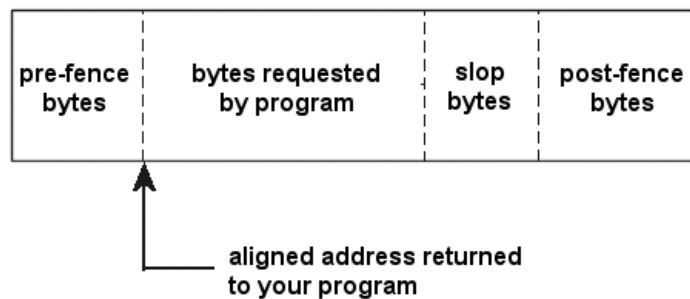 pre-fence
bytes
bytes requested
by program
slop
bytes
post-fence
bytes
aligned address returned
to your program